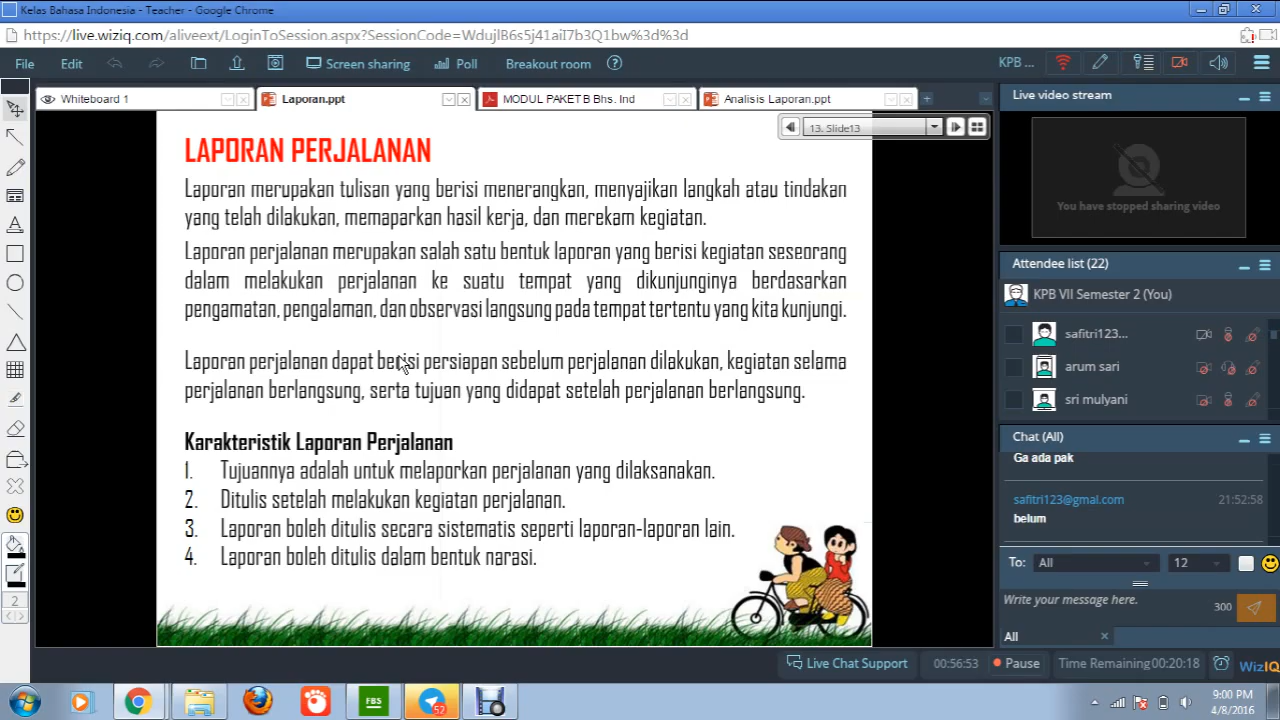 Kelas Bahasa Indonesia - Teacher - Google Chrome
https://live.wiziq.com/aliveext/LoginToSession.aspx?SessionCode=WdujlB6s5j41aiI7b3Q1bw%3d%3d
File Edit Screen sharing Poll Breakout room KPB ...
Whiteboard 1 Laporan.ppt MODUL PAKET B Bhs. Ind Analisis Laporan.ppt
13. Slide13
LAPORAN PERJALANAN
Laporan merupakan tulisan yang berisi menerangkan, menyajikan langkah atau tindakan
yang telah dilakukan, memaparkan hasil kerja, dan merekam kegiatan.
Laporan perjalanan merupakan salah satu bentuk laporan yang berisi kegiatan seseorang
dalam melakukan perjalanan ke suatu tempat yang dikunjunginya berdasarkan
pengamatan, pengalaman, dan observasi langsung pada tempat tertentu yang kita kunjungi.
Laporan perjalanan dapat berisi persiapan sebelum perjalanan dilakukan, kegiatan selama
perjalanan berlangsung, serta tujuan yang didapat setelah perjalanan berlangsung.
Karakteristik Laporan Perjalanan
1. Tujuannya adalah untuk melaporkan perjalanan yang dilaksanakan.
2. Ditulis setelah melakukan kegiatan perjalanan.
3. Laporan boleh ditulis secara sistematis seperti laporan-laporan lain.
4. Laporan boleh ditulis dalam bentuk narasi.
2
Live video stream
You have stopped sharing video
Attendee list (22)
KPB VII Semester 2 (You)
safitri123...
arum sari
sri mulyani
Chat (All)
Ga ada pak
safitri123@gmal.com 21:52:58
belum
To: All 12
Write your message here. 300
All
Live Chat Support 00:56:53 Pause Time Remaining 00:20:18 WizIQ
FBS 52
9:00 PM
4/8/2016